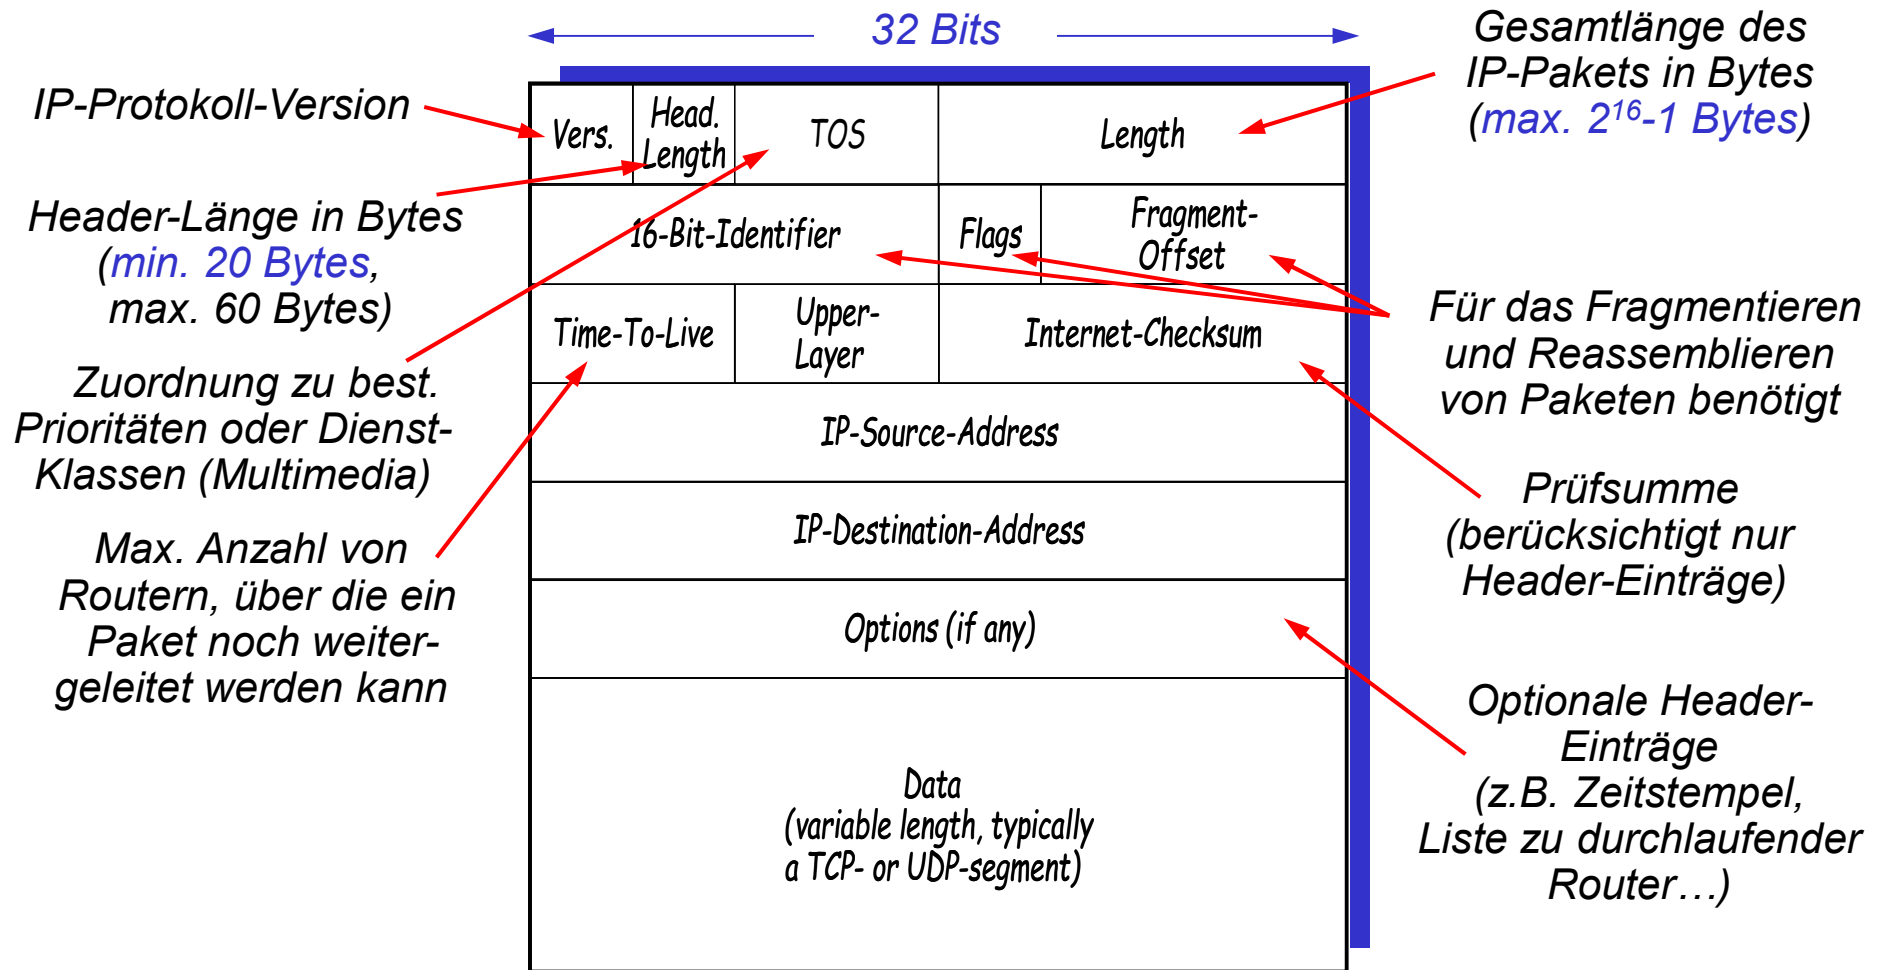 32 Bits
IP-Protokoll-Version
Header-Länge in Bytes
(min. 20 Bytes,
max. 60 Bytes)
Zuordnung zu best.
Prioritäten oder Dienst-
Klassen (Multimedia)
Max. Anzahl von
Routern, über die ein
Paket noch weiter-
geleitet werden kann
Vers.
Head.
Length
TOS
Length
16-Bit-Identifier
Flags
Fragment-
Offset
Time-To-Live
Upper-
Layer
Internet-Checksum
IP-Source-Address
IP-Destination-Address
Options (if any)
Data
(variable length, typically
a TCP- or UDP-segment)
Gesamtlänge des
IP-Pakets in Bytes
(max. 2¹⁶-1 Bytes)
Für das Fragmentieren
und Reassemblieren
von Paketen benötigt
Prüfsumme
(berücksichtigt nur
Header-Einträge)
Optionale Header-
Einträge
(z.B. Zeitstempel,
Liste zu durchlaufender
Router…)